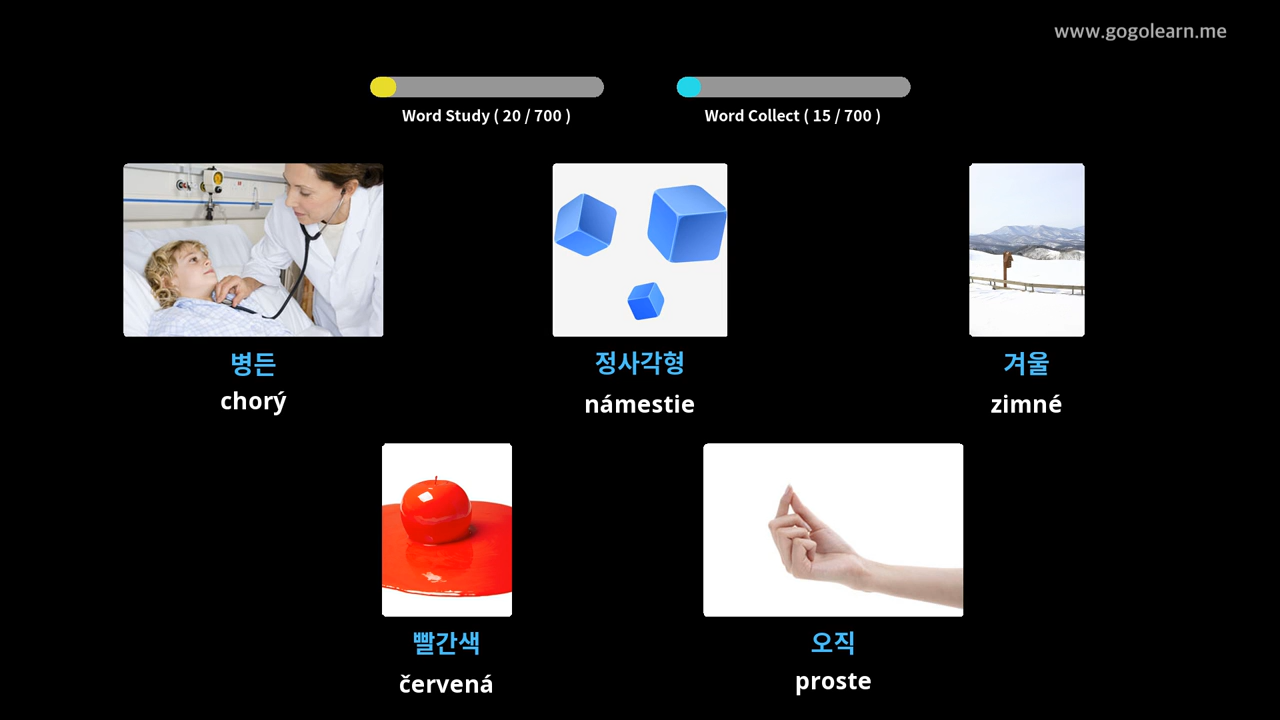 www.gogolearn.me
Word Study ( 20 / 700 )
Word Collect ( 15 / 700 )
병든
정사각형
겨울
chorý
námestie
zimné
빨간색
오직
červená
proste